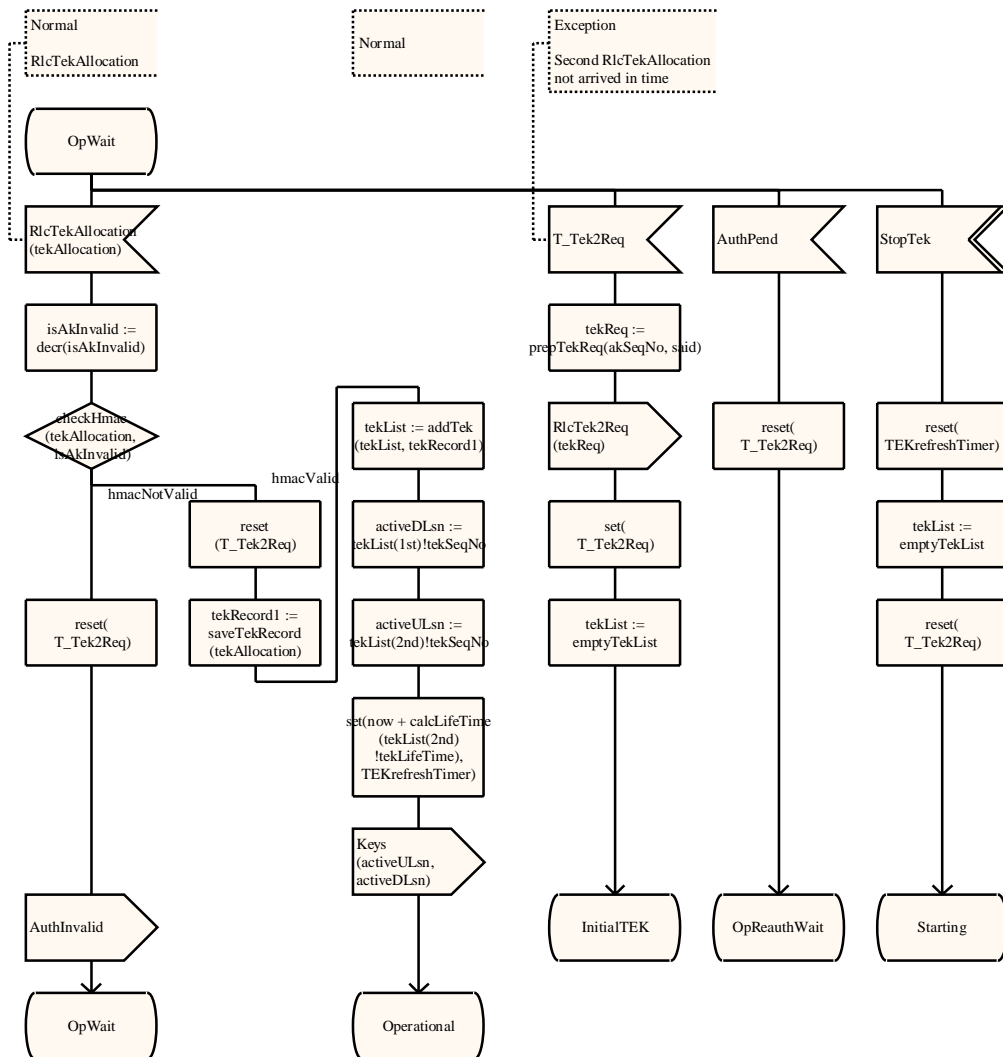 Normal
RlcTekAllocation
Normal
Exception
Second RlcTekAllocation
not arrived in time
OpWait
RlcTekAllocation
(tekAllocation)
T_Tek2Req
AuthPend
StopTek
isAkInvalid :=
decr(isAkInvalid)
tekReq :=
prepTekReq(akSeqNo, said)
checkHmac
(tekAllocation,
isAkInvalid)
hmacNotValid
hmacValid
reset
(T_Tek2Req)
tekRecord1 :=
saveTekRecord
(tekAllocation)
reset(
T_Tek2Req)
AuthInvalid
OpWait
tekList := addTek
(tekList, tekRecord1)
activeDLsn :=
tekList(1st)!tekSeqNo
activeULsn :=
tekList(2nd)!tekSeqNo
set(now + calcLifeTime
(tekList(2nd)
!tekLifeTime),
TEKrefreshTimer)
Keys
(activeULsn,
activeDLsn)
Operational
RlcTek2Req
(tekReq)
set(
T_Tek2Req)
tekList :=
emptyTekList
InitialTEK
reset(
T_Tek2Req)
OpReauthWait
reset(
TEKrefreshTimer)
tekList :=
emptyTekList
reset(
T_Tek2Req)
Starting